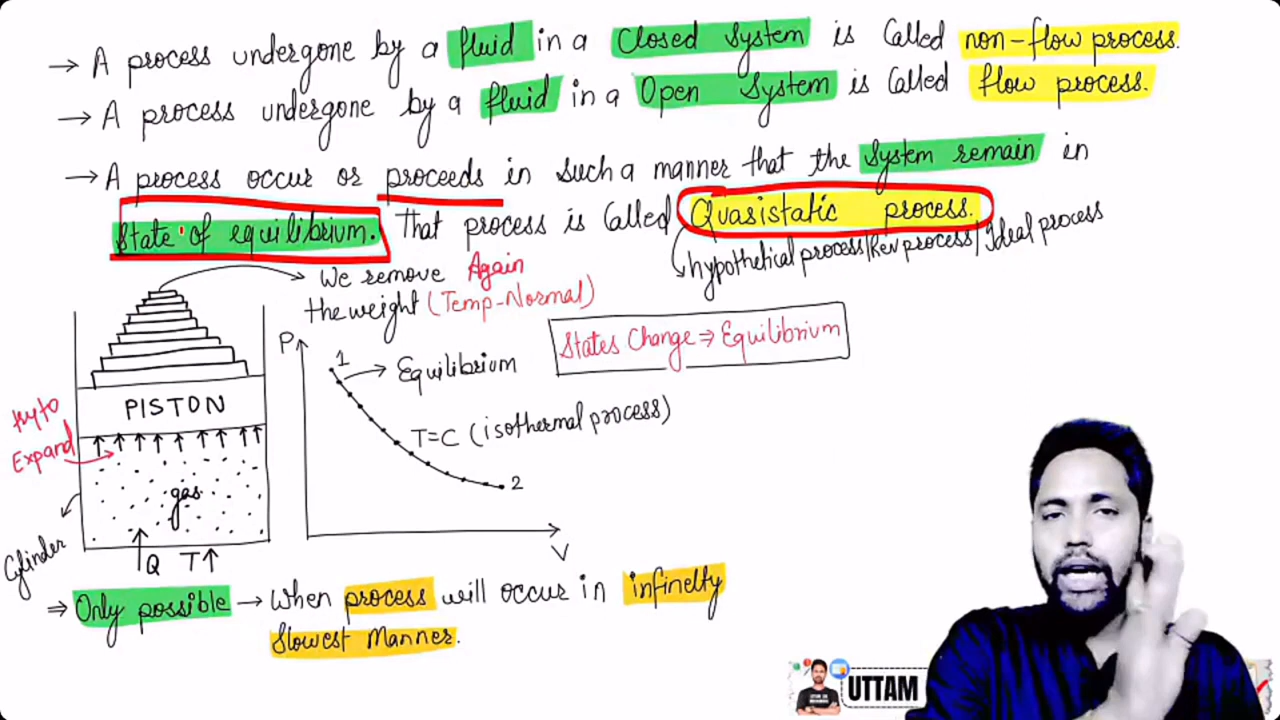 → A process undergone by a fluid in a Closed System is Called non-flow process.
→ A process undergone by a fluid in a Open System is Called flow process.
→ A process occur or proceeds in such a manner that the System remain in
State of equilibrium. That process is Called Quasistatic process.
hypothetical process/Rev process/Ideal process
We remove Again
the weight (Temp-Normal)
States Change ⇒ Equilibrium
P
1
Equilibrium
PISTON
try to
Expand
T=C (isothermal process)
gas
2
Cylinder
Q T↑
V
⇒ Only possible → When process will occur in infinelty
Slowest Manner.
UTTAM